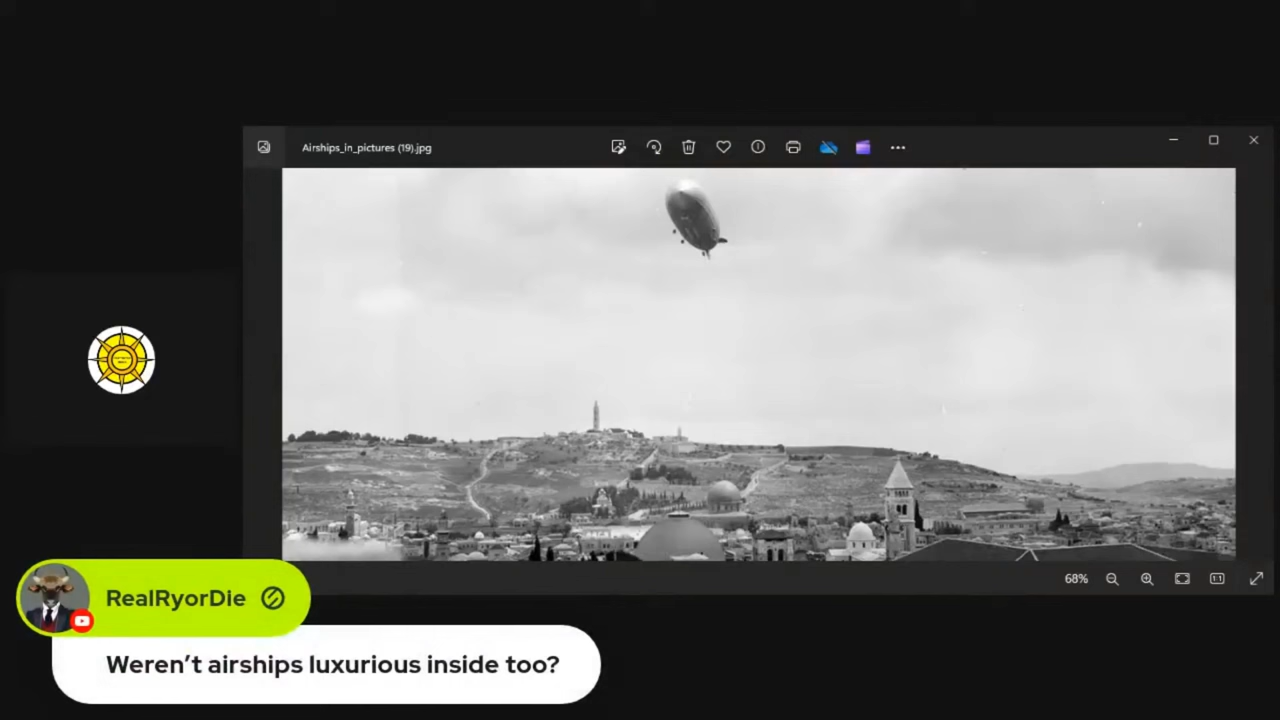 Airships_in_pictures (19).jpg
68%
RealRyorDie
Weren’t airships luxurious inside too?